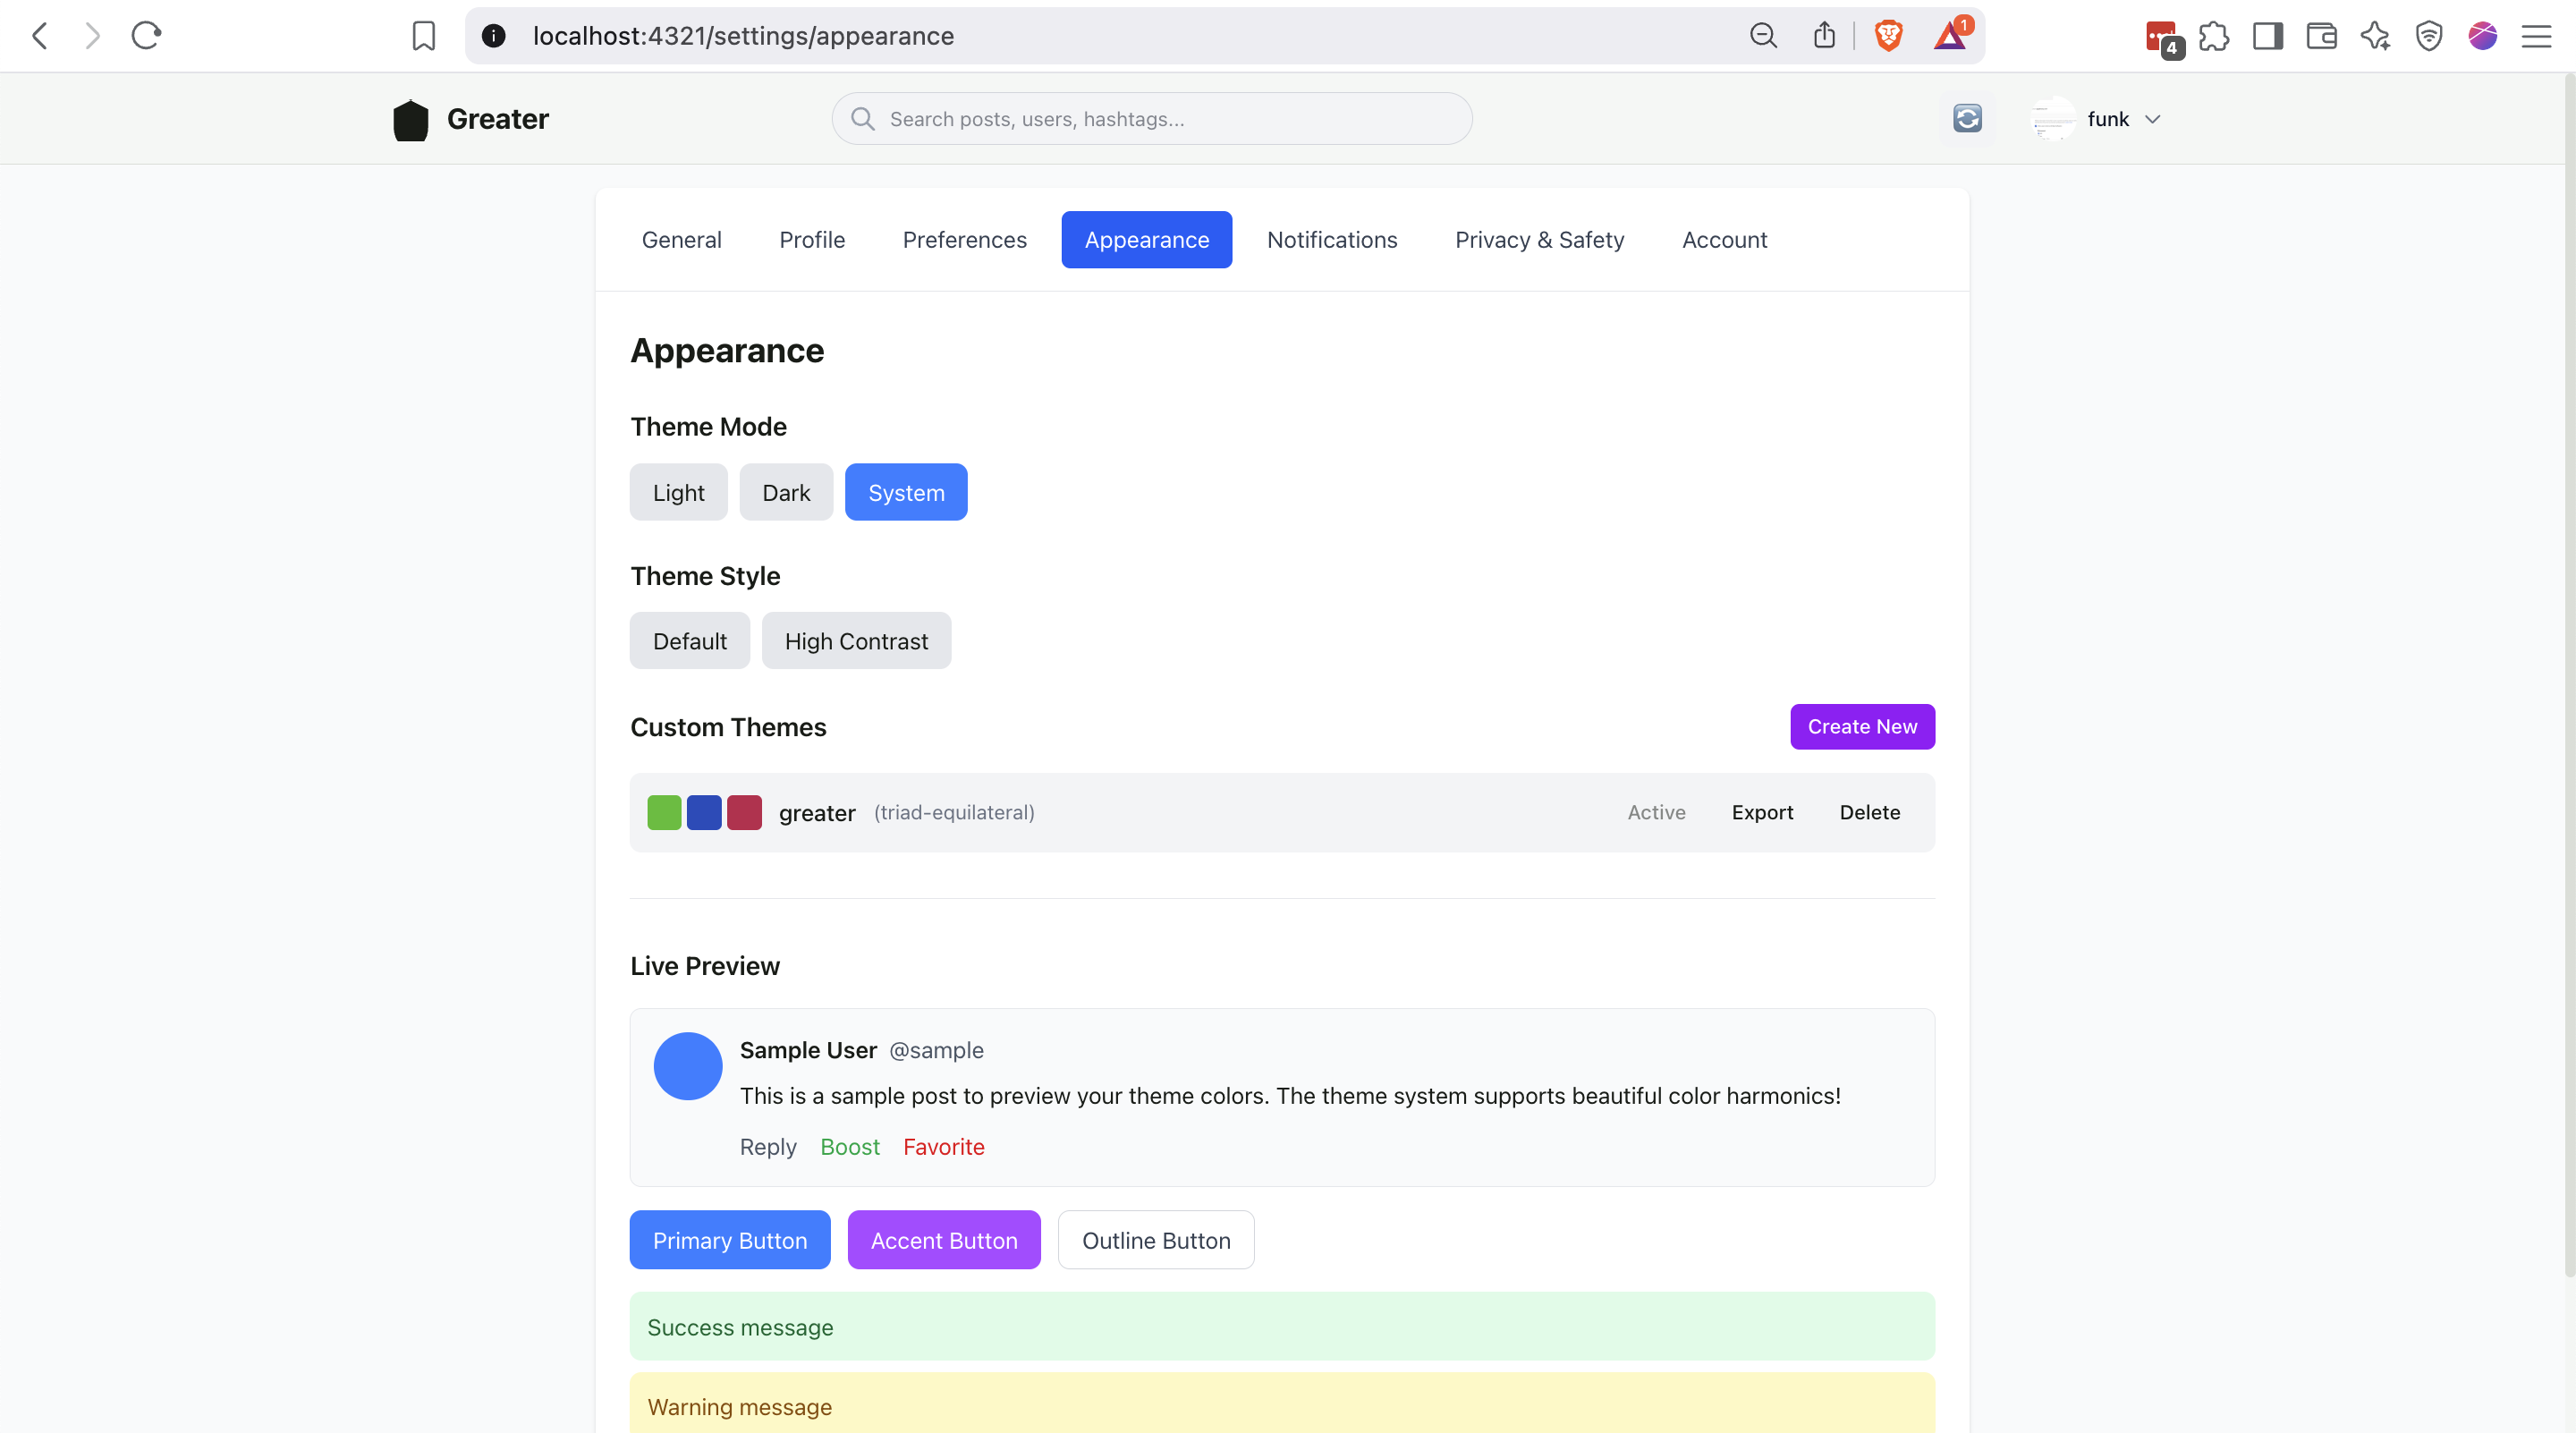 localhost:4321/settings/appearance
1
4
Greater
Search posts, users, hashtags...
funk
General Profile Preferences Appearance Notifications Privacy & Safety Account
Appearance
Theme Mode
Light Dark System
Theme Style
Default High Contrast
Custom Themes Create New
greater (triad-equilateral) Active Export Delete
Live Preview
Sample User @sample
This is a sample post to preview your theme colors. The theme system supports beautiful color harmonics!
Reply Boost Favorite
Primary Button Accent Button Outline Button
Success message
Warning message